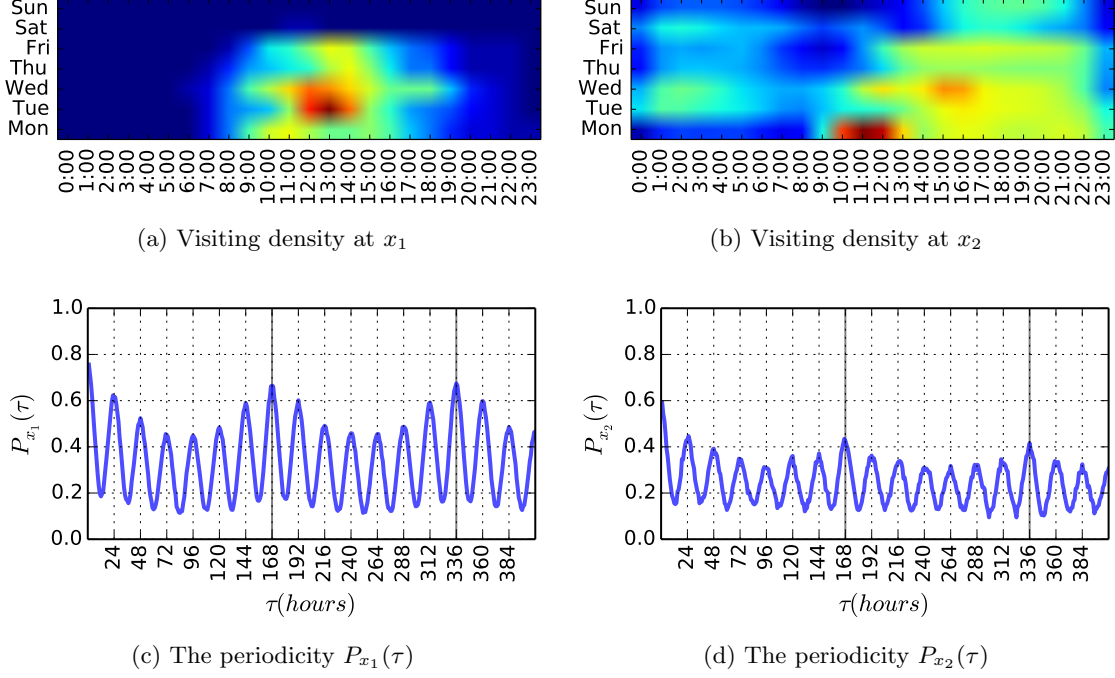 Sun
Sat
Fri
Thu
Wed
Tue
Mon
0:00 1:00 2:00 3:00 4:00 5:00 6:00 7:00 8:00 9:00 10:00 11:00 12:00 13:00 14:00 15:00 16:00 17:00 18:00 19:00 20:00 21:00 22:00 23:00
(a) Visiting density at x₁
Sun
Sat
Fri
Thu
Wed
Tue
Mon
0:00 1:00 2:00 3:00 4:00 5:00 6:00 7:00 8:00 9:00 10:00 11:00 12:00 13:00 14:00 15:00 16:00 17:00 18:00 19:00 20:00 21:00 22:00 23:00
(b) Visiting density at x₂
1.0
0.8
0.6
0.4
0.2
0.0
P_{x₁}(τ)
24 48 72 96 120 144 168 192 216 240 264 288 312 336 360 384
τ(hours)
(c) The periodicity P_{x₁}(τ)
1.0
0.8
0.6
0.4
0.2
0.0
P_{x₂}(τ)
24 48 72 96 120 144 168 192 216 240 264 288 312 336 360 384
τ(hours)
(d) The periodicity P_{x₂}(τ)